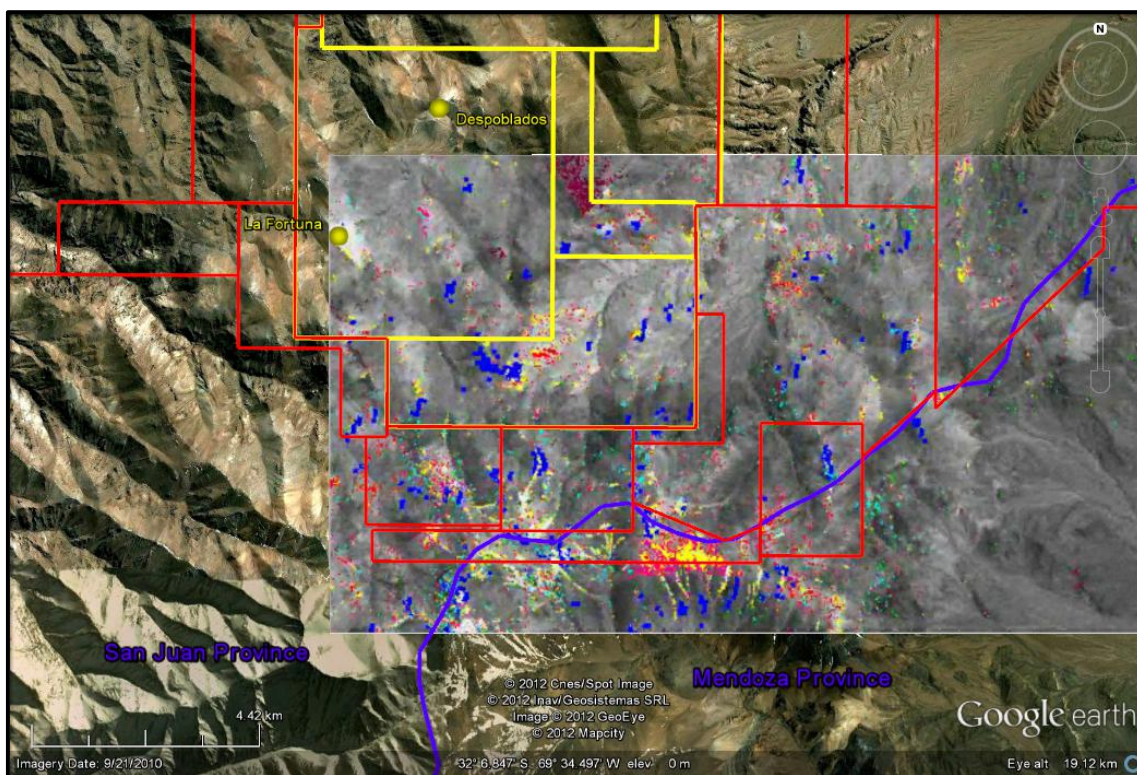 N
Despoblados
La Fortuna
San Juan Province
Mendoza Province
© 2012 Cnes/Spot Image
© 2012 Inav/Geosistemas SRL
Image © 2012 GeoEye
© 2012 Mapcity
4.42 km
Google earth
Imagery Date: 9/21/2010
32° 6.847' S  69° 34.497' W  elev  0 m
Eye alt  19.12 km